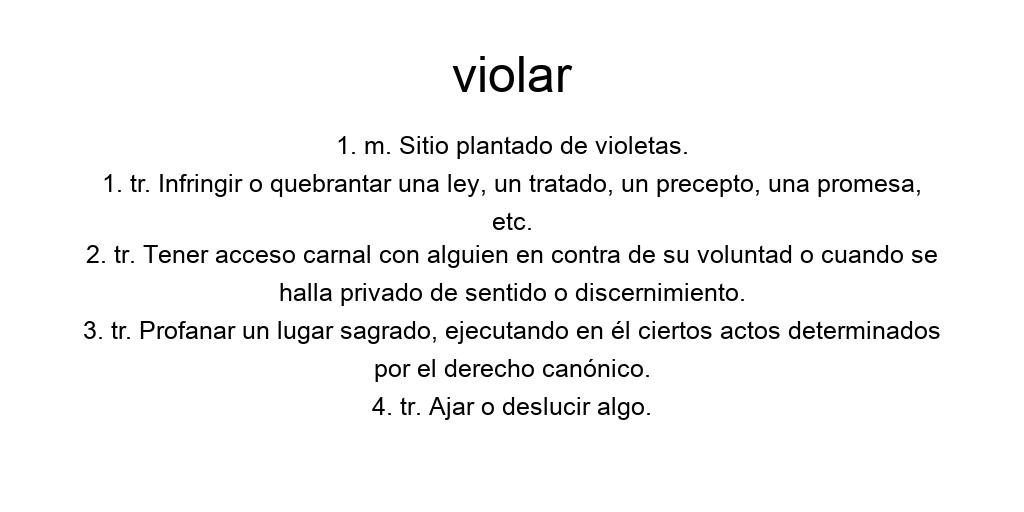 violar
1. m. Sitio plantado de violetas.
1. tr. Infringir o quebrantar una ley, un tratado, un precepto, una promesa,
etc.
2. tr. Tener acceso carnal con alguien en contra de su voluntad o cuando se
halla privado de sentido o discernimiento.
3. tr. Profanar un lugar sagrado, ejecutando en él ciertos actos determinados
por el derecho canónico.
4. tr. Ajar o deslucir algo.